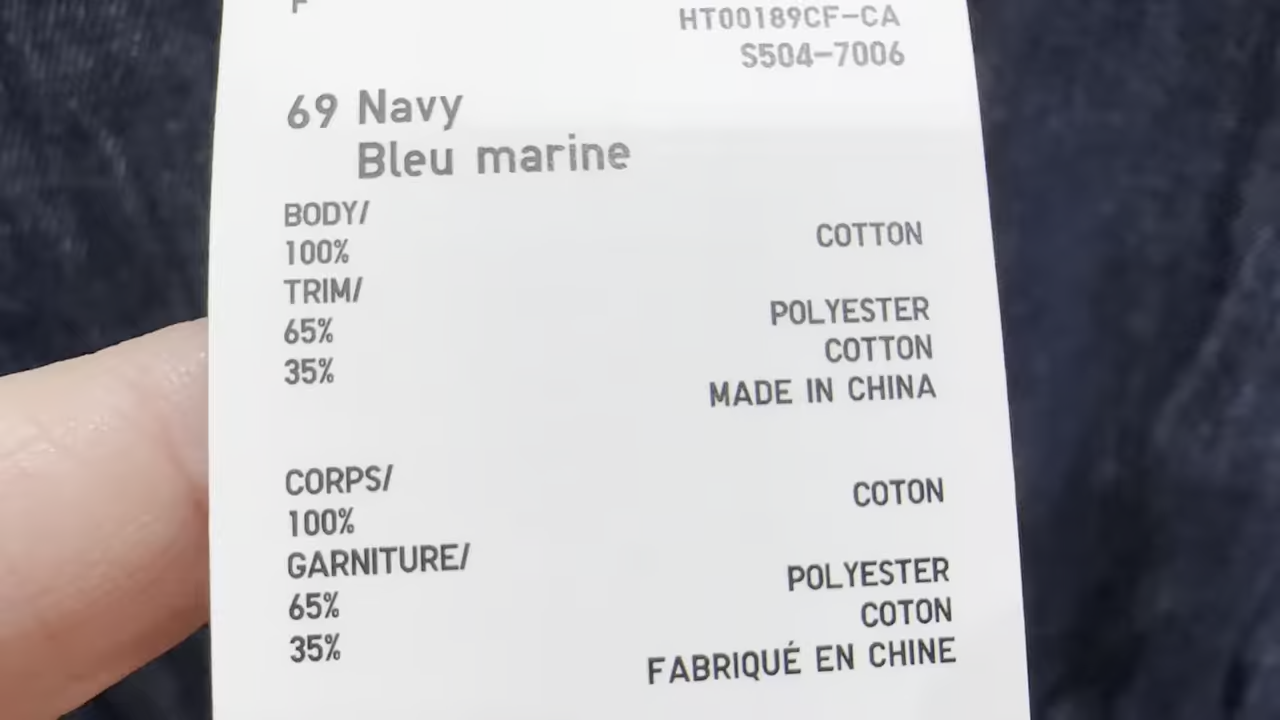 F
HT00189CF-CA
S504-7006
69 Navy
Bleu marine
BODY/
100% COTTON
TRIM/
65% POLYESTER
35% COTTON
MADE IN CHINA
CORPS/
100% COTON
GARNITURE/
65% POLYESTER
35% COTON
FABRIQUÉ EN CHINE